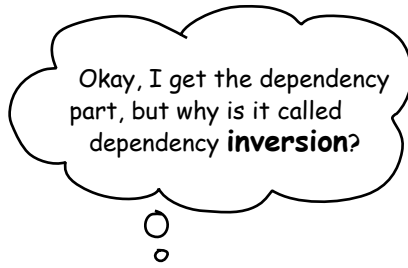 Okay, I get the dependency
part, but why is it called
dependency inversion?